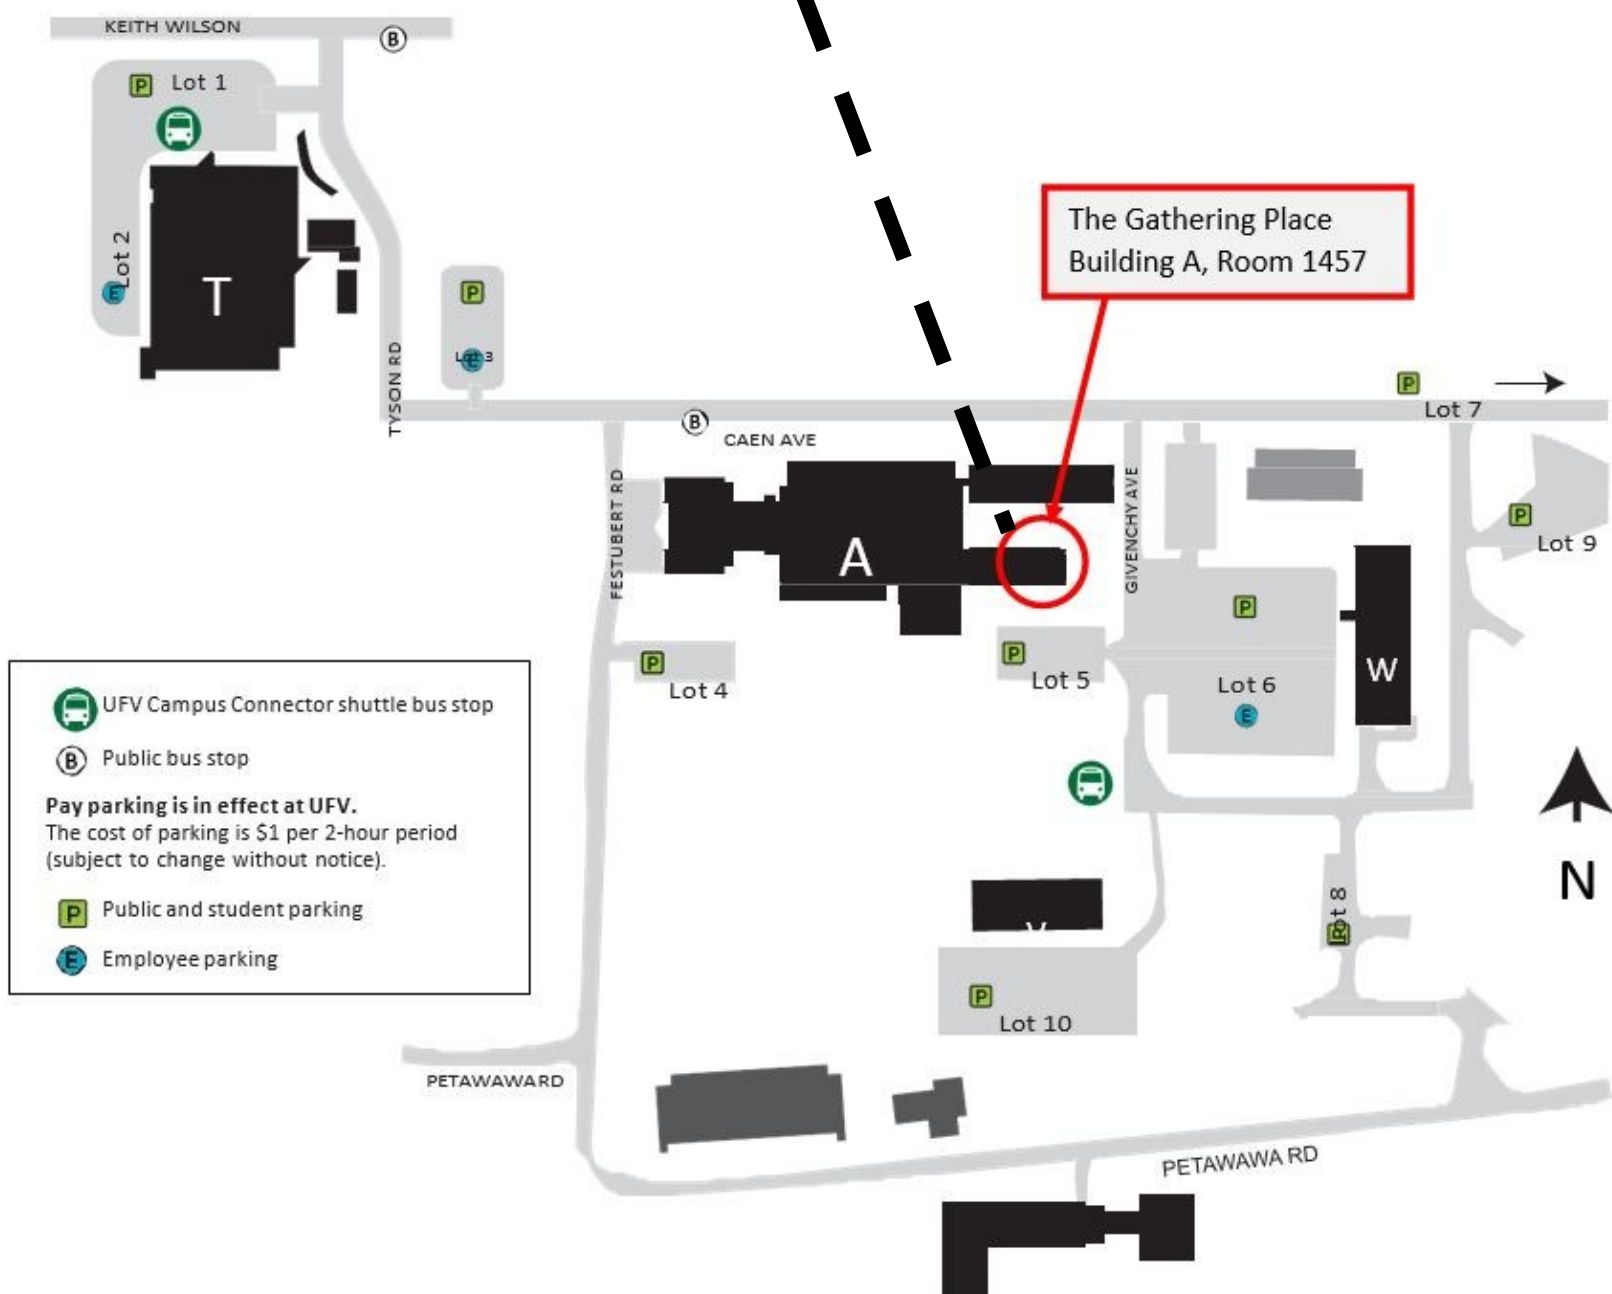 KEITH WILSON
B
P Lot 1
The Gathering Place
Building A, Room 1457
Lot 2
E
T
P
Lot 3
E
TYSON RD
P
Lot 7
B
CAEN AVE
FESTUBERT RD
A
GIVENCHY AVE
P
Lot 9
P
P
Lot 4
P
Lot 5
Lot 6
E
W
UFV Campus Connector shuttle bus stop
B Public bus stop
Pay parking is in effect at UFV.
The cost of parking is $1 per 2-hour period
(subject to change without notice).
P Public and student parking
E Employee parking
N
Lot 8
P
P
Lot 10
PETAWAWA RD
PETAWAWA RD